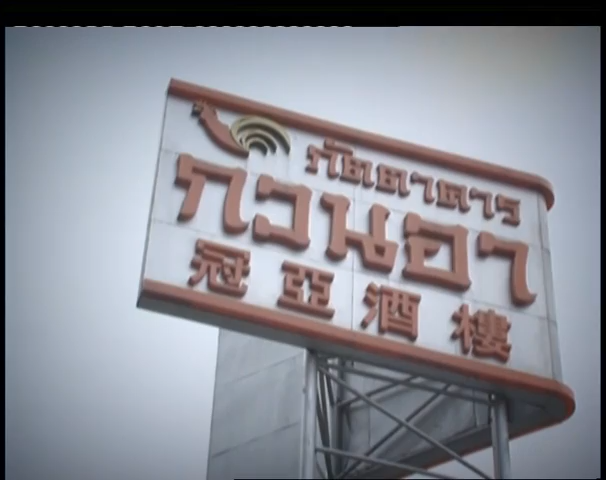 ภัตตาคาร
กวนอา
冠亞酒樓